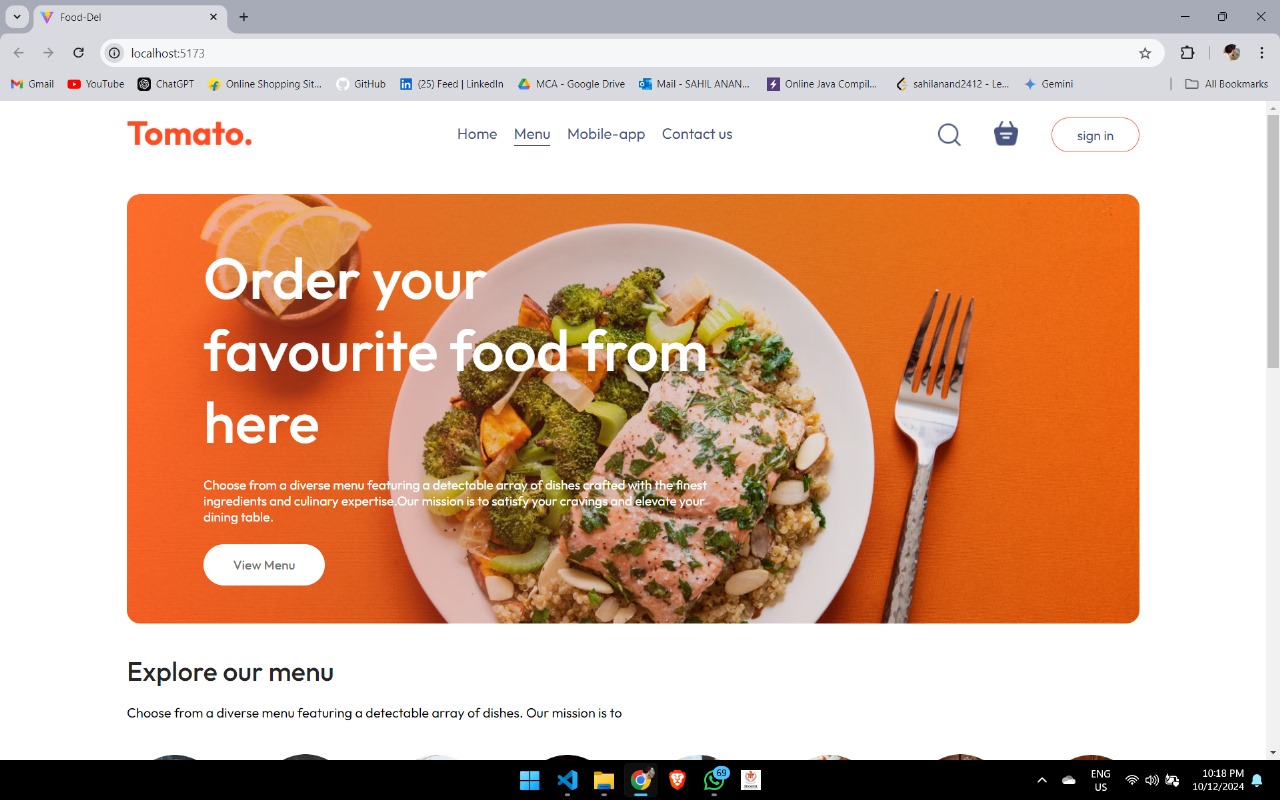 Food-Del
localhost:5173
Gmail
YouTube
ChatGPT
Online Shopping Sit...
GitHub
(25) Feed | LinkedIn
MCA - Google Drive
Mail - SAHIL ANAN...
Online Java Compil...
sahilanand2412 - Le...
Gemini
All Bookmarks
Tomato.
Home
Menu
Mobile-app
Contact us
sign in
Order your
favourite food from
here
Choose from a diverse menu featuring a detectable array of dishes crafted with the finest
ingredients and culinary expertise.Our mission is to satisfy your cravings and elevate your
dining table.
View Menu
Explore our menu
Choose from a diverse menu featuring a detectable array of dishes. Our mission is to
69
ENG
US
10:18 PM
10/12/2024